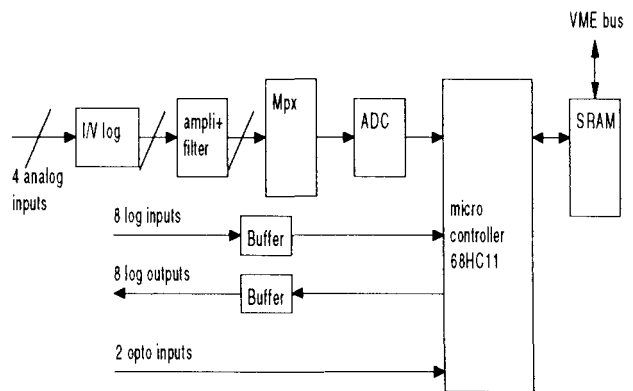 VME bus
Mpx
I/V log
ampli+
filter
ADC
SRAM
4 analog
inputs
8 log inputs
Buffer
micro
controller
68HC11
8 log outputs
Buffer
2 opto inputs